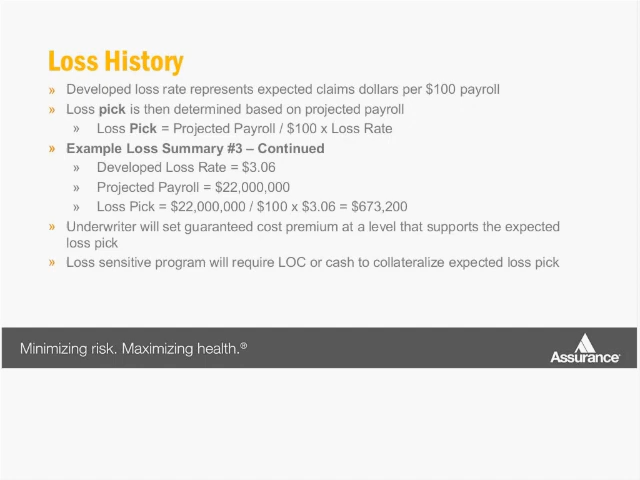 Loss History
» Developed loss rate represents expected claims dollars per $100 payroll
» Loss pick is then determined based on projected payroll
» Loss Pick = Projected Payroll / $100 x Loss Rate
» Example Loss Summary #3 – Continued
» Developed Loss Rate = $3.06
» Projected Payroll = $22,000,000
» Loss Pick = $22,000,000 / $100 x $3.06 = $673,200
» Underwriter will set guaranteed cost premium at a level that supports the expected
loss pick
» Loss sensitive program will require LOC or cash to collateralize expected loss pick
Minimizing risk. Maximizing health.®
Assurance